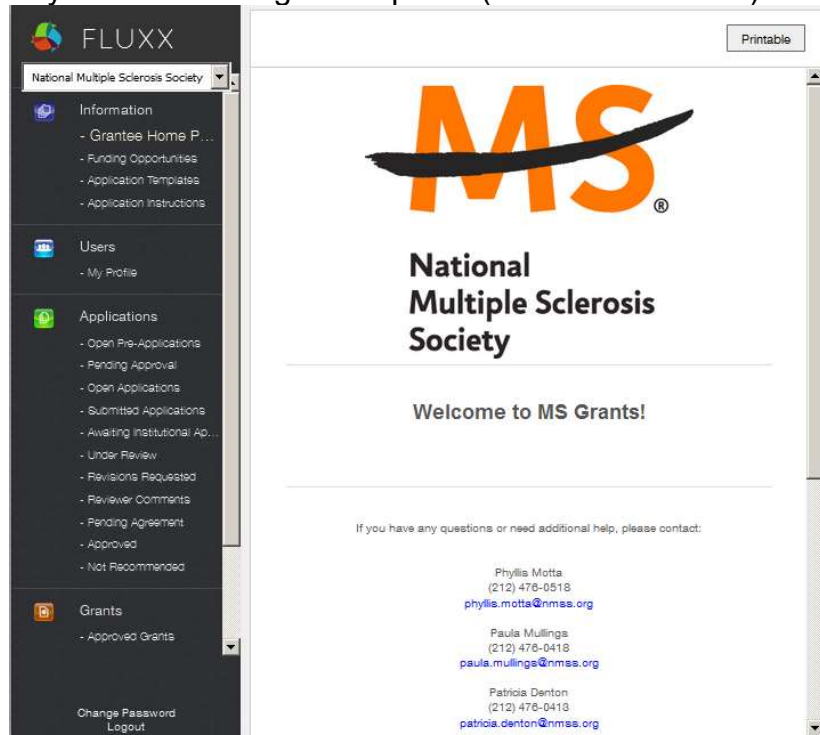 FLUXX
National Multiple Sclerosis Society
Information
- Grantee Home P...
- Funding Opportunities
- Application Templates
- Application Instructions
Users
- My Profile
Applications
- Open Pre-Applications
- Pending Approval
- Open Applications
- Submitted Applications
- Awaiting Institutional Ap...
- Under Review
- Revisions Requested
- Reviewer Comments
- Pending Agreement
- Approved
- Not Recommended
Grants
- Approved Grants
Change Password
Logout
Printable
MS®
National
Multiple Sclerosis
Society
Welcome to MS Grants!
If you have any questions or need additional help, please contact:
Phyllis Motta
(212) 476-0518
phyllis.motta@nmss.org
Paula Mullings
(212) 476-0418
paula.mullings@nmss.org
Patricia Denton
(212) 476-0413
patricia.denton@nmss.org